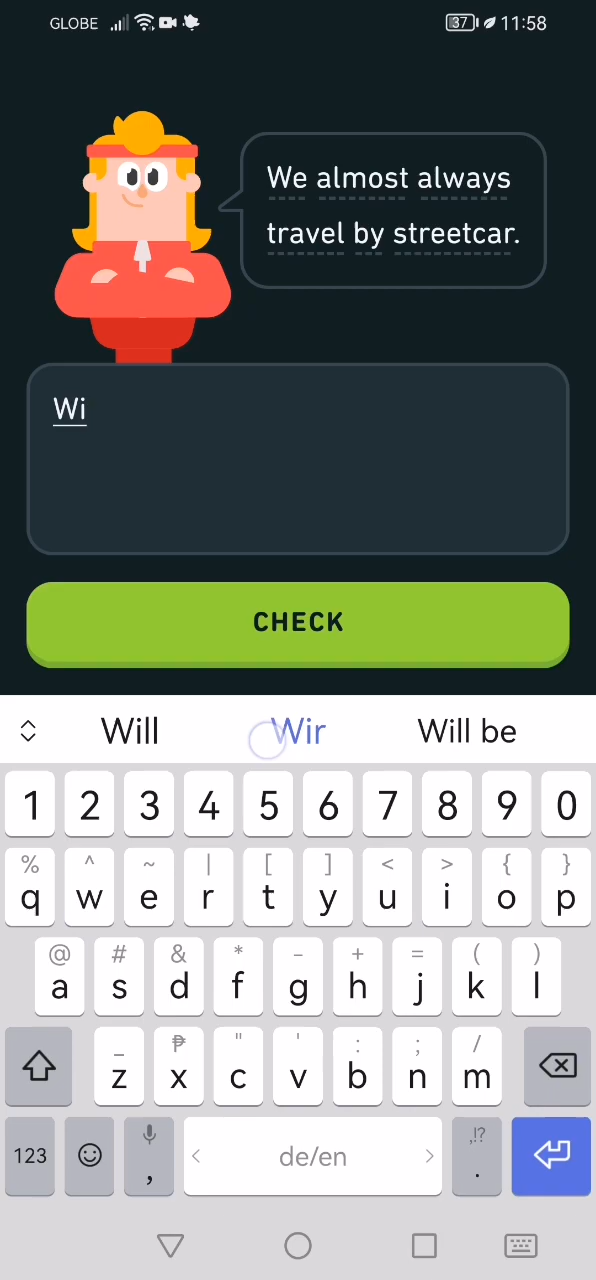 GLOBE 37 11:58
We almost always
travel by streetcar.
Wi
CHECK
Will Wir Will be
1 2 3 4 5 6 7 8 9 0
% ^ ~ | [ ] < > { }
q w e r t y u i o p
@ # & * - + = ( )
a s d f g h j k l
_ ₱ " ' : ; /
z x c v b n m
123 , < de/en > ,!? .